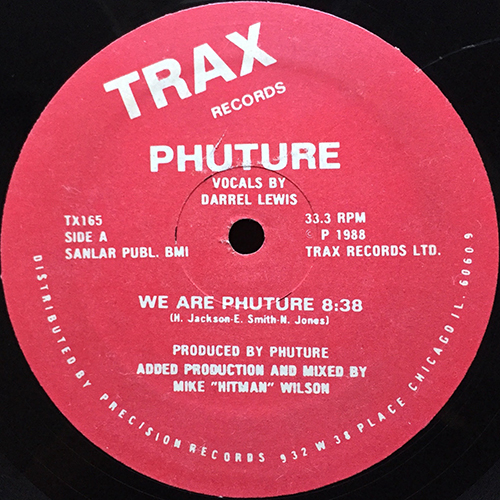 TRAX
RECORDS
PHUTURE
VOCALS BY
DARREL LEWIS
TX165
SIDE A
SANLAR PUBL. BMI
33.3 RPM
P 1988
TRAX RECORDS LTD.
WE ARE PHUTURE 8:38
(H. Jackson-E. Smith-N. Jones)
PRODUCED BY PHUTURE
ADDED PRODUCTION AND MIXED BY
MIKE "HITMAN" WILSON
DISTRIBUTED BY PRECISION RECORDS 932 W 38 PLACE CHICAGO IL. 60609